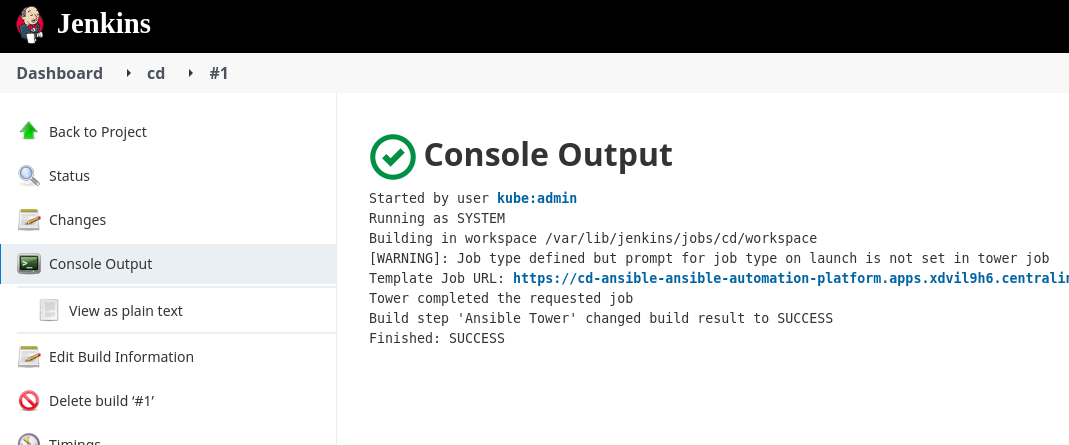 Jenkins
Dashboard cd #1
Back to Project
Status
Changes
Console Output
View as plain text
Edit Build Information
Delete build ‘#1’
Timings
Console Output
Started by user kube:admin
Running as SYSTEM
Building in workspace /var/lib/jenkins/jobs/cd/workspace
[WARNING]: Job type defined but prompt for job type on launch is not set in tower job
Template Job URL: https://cd-ansible-ansible-automation-platform.apps.xdvil9h6.centralin
Tower completed the requested job
Build step 'Ansible Tower' changed build result to SUCCESS
Finished: SUCCESS